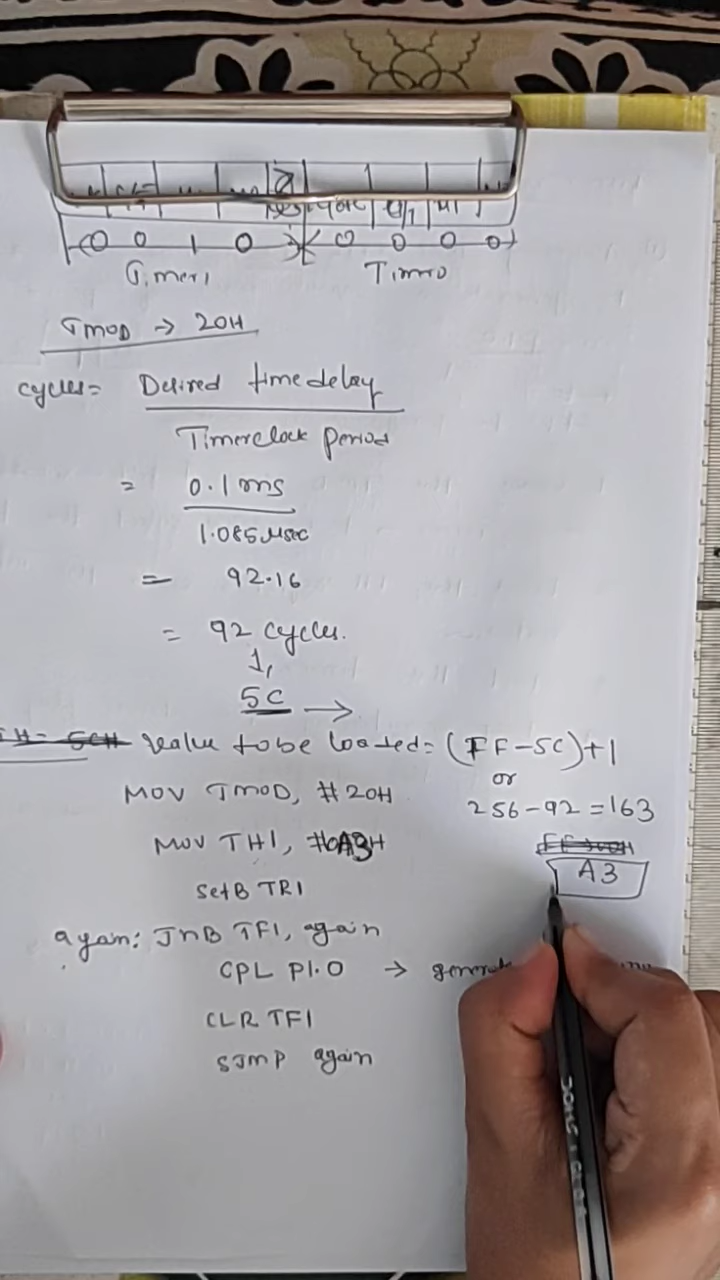 0 0 1 0 0 0 0 0
Timer1 Timer0
TMOD → 20H
cycles = Desired time delay
Timerclock Period
= 0.1 ms
1.085 μsec
= 92.16
= 92 cycles.
5C →
Value to be loaded = (FF-5C)+1
or
MOV TMOD, #20H 256-92=163
MOV TH1, #0A3H
A3
SetB TR1
again: JNB TF1, again
CPL P1.0 →
CLR TF1
SJMP again